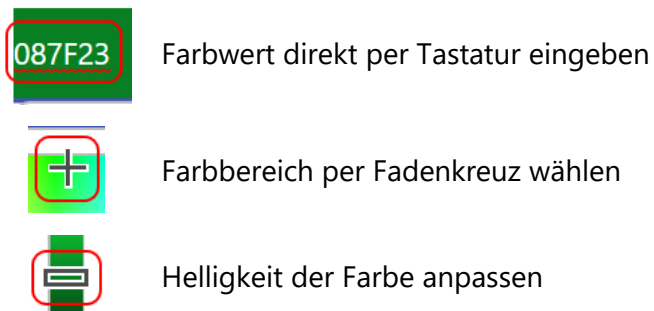 087F23 Farbwert direkt per Tastatur eingeben
Farbbereich per Fadenkreuz wählen
Helligkeit der Farbe anpassen